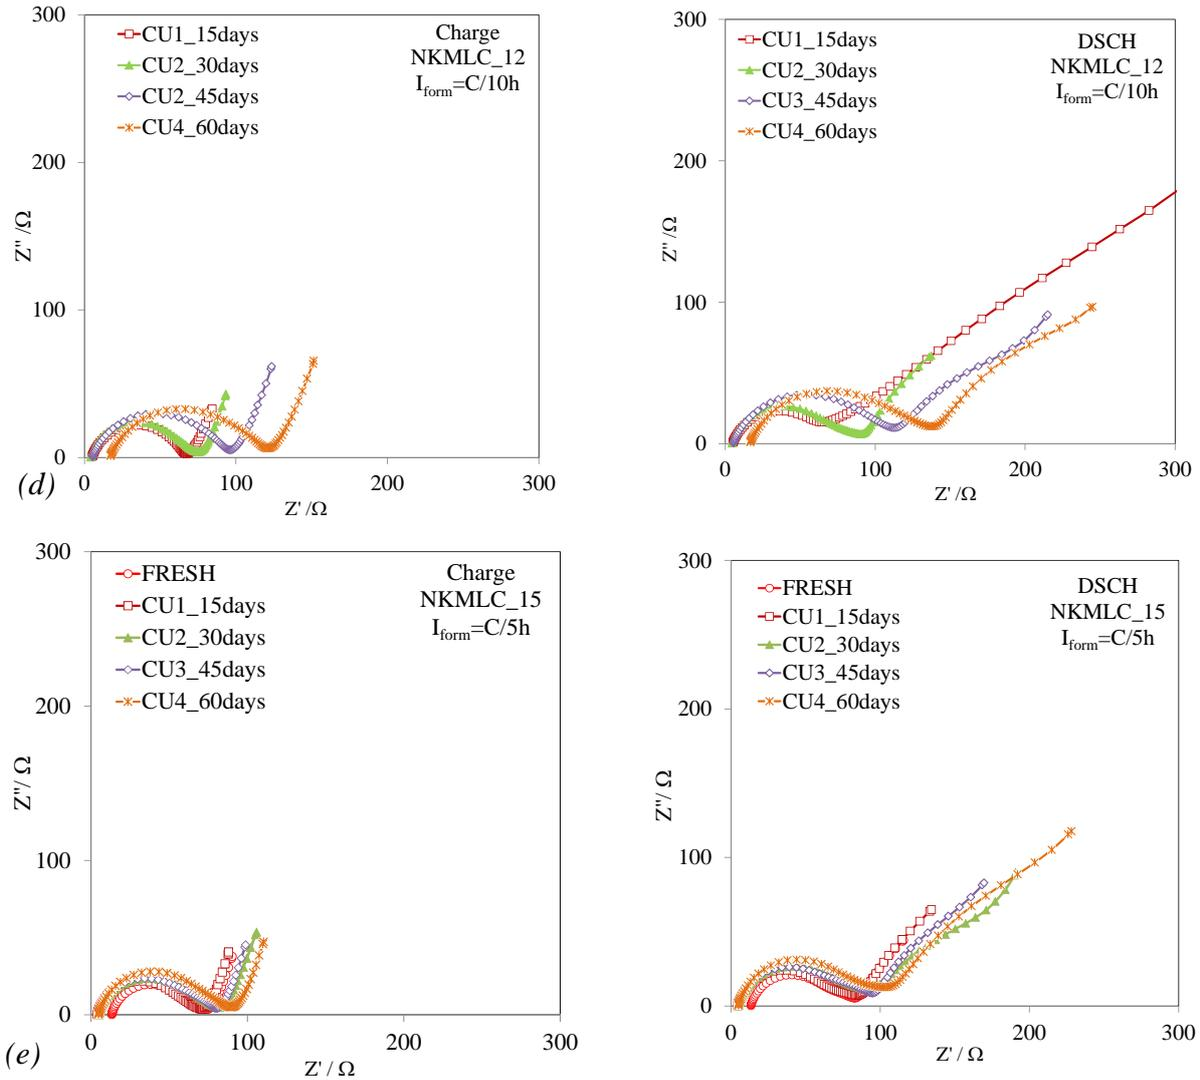 300
200
100
0
Z'' /Ω
CU1_15days
CU2_30days
CU2_45days
CU4_60days
Charge
NKMLC_12
Iform=C/10h
0
100
200
300
Z' /Ω
(d)
300
200
100
0
Z'' /Ω
CU1_15days
CU2_30days
CU3_45days
CU4_60days
DSCH
NKMLC_12
Iform=C/10h
0
100
200
300
Z' /Ω
300
200
100
0
Z''/ Ω
FRESH
CU1_15days
CU2_30days
CU3_45days
CU4_60days
Charge
NKMLC_15
Iform=C/5h
0
100
200
300
Z' / Ω
(e)
300
200
100
0
Z''/ Ω
FRESH
CU1_15days
CU2_30days
CU3_45days
CU4_60days
DSCH
NKMLC_15
Iform=C/5h
0
100
200
300
Z' / Ω